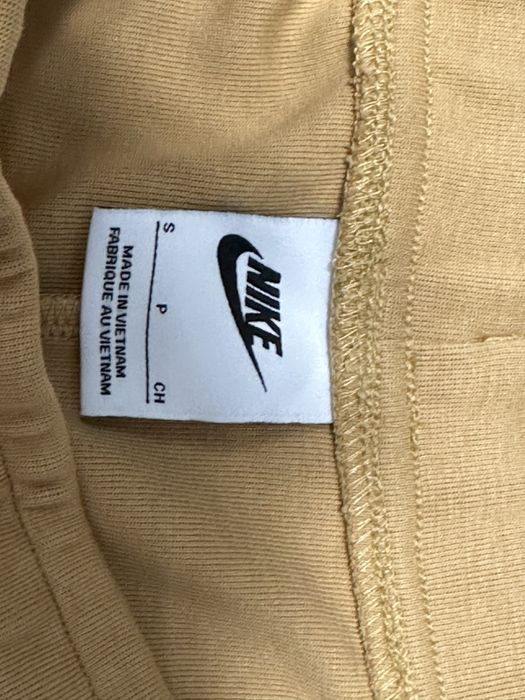 NIKE
S P CH
MADE IN VIETNAM
FABRIQUE AU VIETNAM